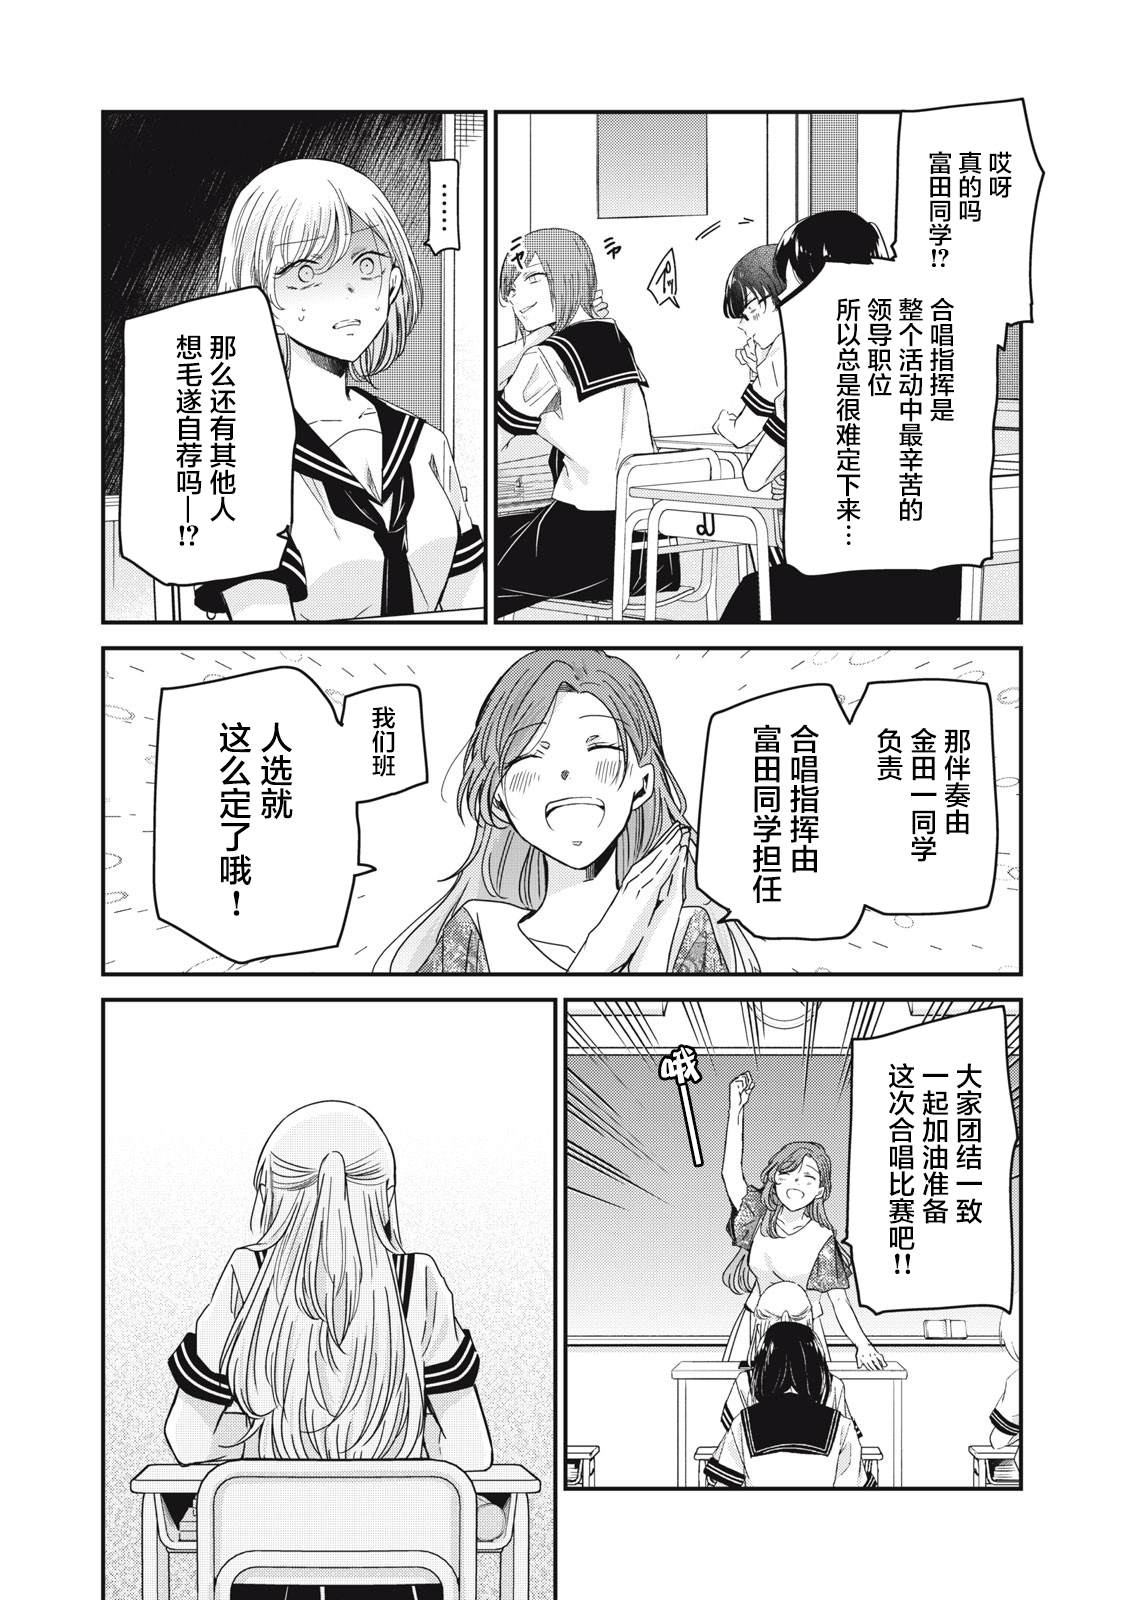 哎呀
真的吗
富田同学!?
合唱指挥是
整个活动中最辛苦的
领导职位
所以总是很难定下来…
……
那么还有其他人
想毛遂自荐吗—!?
那伴奏由
金田一同学
负责
合唱指挥由
富田同学担任
我们班
人选就
这么定了哦！
大家团结一致
一起加油准备
这次合唱比赛吧!!
哦——